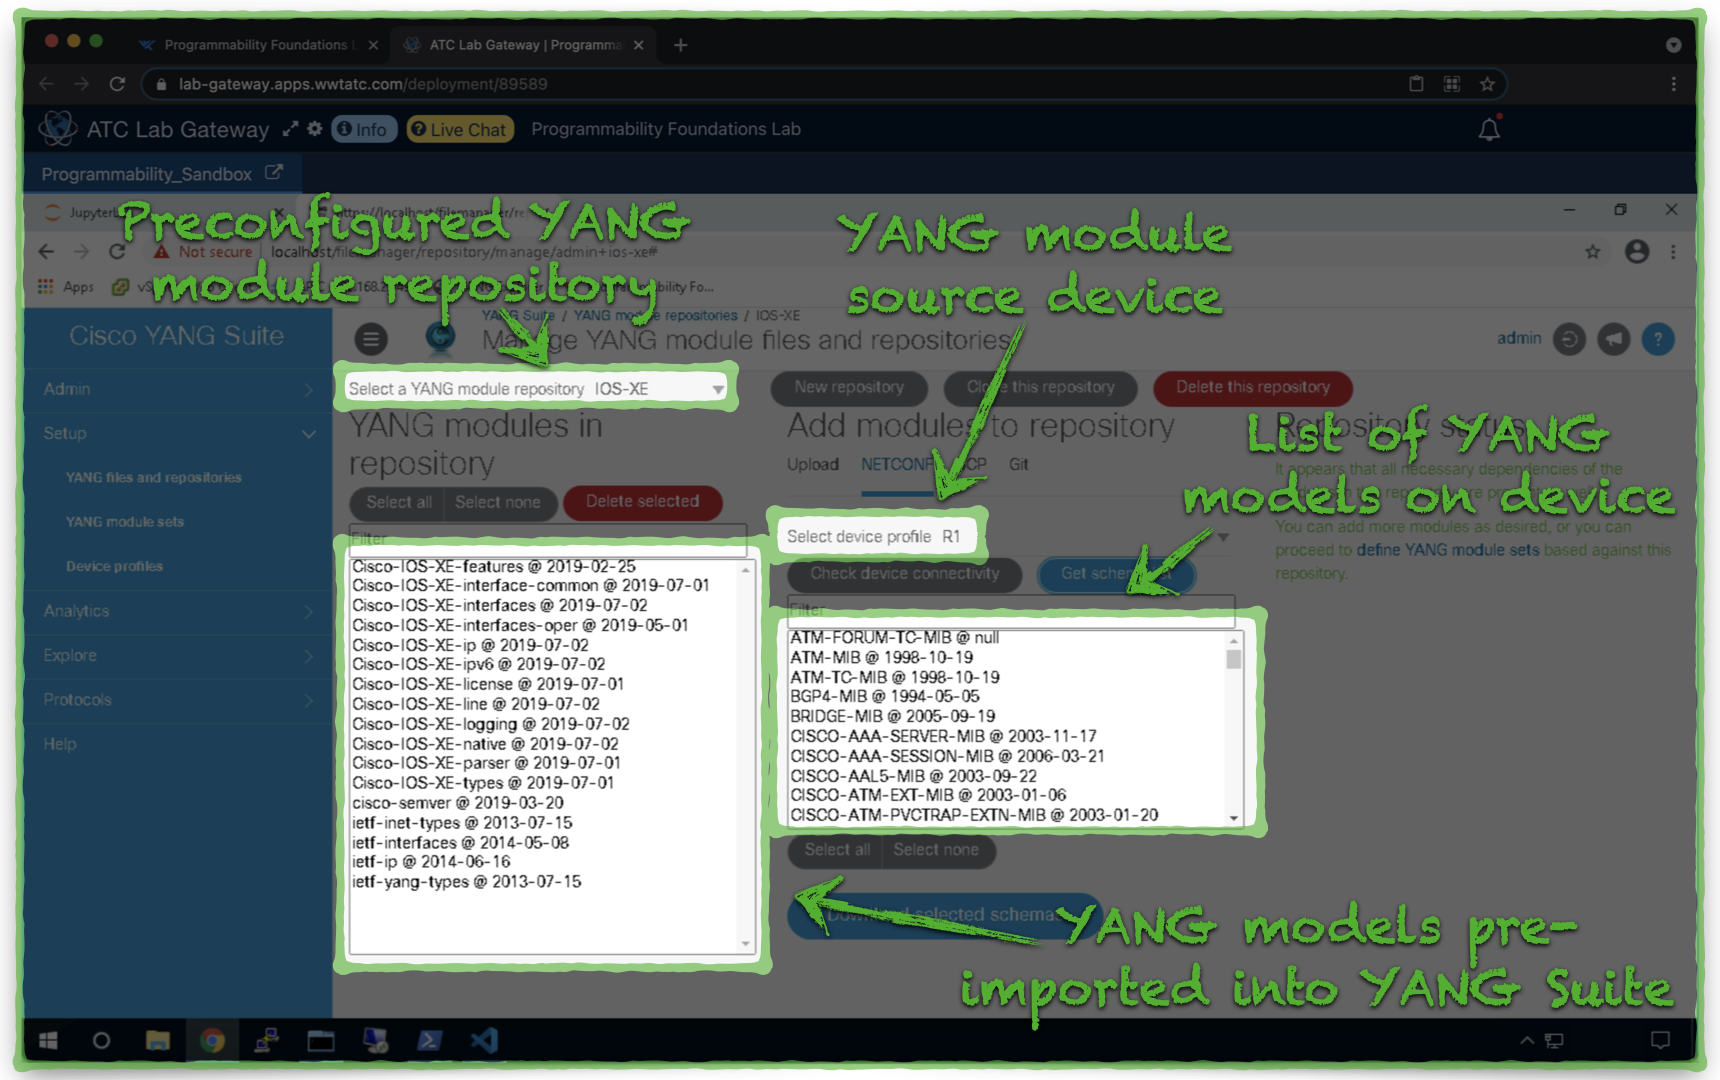 Programmability Foundations L
ATC Lab Gateway | Programma
lab-gateway.apps.wwtatc.com/deployment/89589
ATC Lab Gateway
Info
Live Chat
Programmability Foundations Lab
Programmability_Sandbox
Preconfigured YANG
module repository
YANG module
source device
Not secure
localhost/filemanager/repository/manage/admin+ios-xe#
Apps
YANG Suite / YANG module repositories / IOS-XE
Cisco YANG Suite
Manage YANG module files and repositories
admin
Admin
Setup
YANG files and repositories
YANG module sets
Device profiles
Analytics
Explore
Protocols
Help
Select a YANG module repository IOS-XE
New repository
Close this repository
Delete this repository
YANG modules in
repository
Select all
Select none
Delete selected
Filter
Cisco-IOS-XE-features @ 2019-02-25
Cisco-IOS-XE-interface-common @ 2019-07-01
Cisco-IOS-XE-interfaces @ 2019-07-02
Cisco-IOS-XE-interfaces-oper @ 2019-05-01
Cisco-IOS-XE-ip @ 2019-07-02
Cisco-IOS-XE-ipv6 @ 2019-07-02
Cisco-IOS-XE-license @ 2019-07-01
Cisco-IOS-XE-line @ 2019-07-02
Cisco-IOS-XE-logging @ 2019-07-02
Cisco-IOS-XE-native @ 2019-07-02
Cisco-IOS-XE-parser @ 2019-07-01
Cisco-IOS-XE-types @ 2019-07-01
cisco-semver @ 2019-03-20
ietf-inet-types @ 2013-07-15
ietf-interfaces @ 2014-05-08
ietf-ip @ 2014-06-16
ietf-yang-types @ 2013-07-15
Add modules to repository
Upload
NETCONF
SCP
Git
Select device profile R1
Check device connectivity
Get schema list
Filter
ATM-FORUM-TC-MIB @ null
ATM-MIB @ 1998-10-19
ATM-TC-MIB @ 1998-10-19
BGP4-MIB @ 1994-05-05
BRIDGE-MIB @ 2005-09-19
CISCO-AAA-SERVER-MIB @ 2003-11-17
CISCO-AAA-SESSION-MIB @ 2006-03-21
CISCO-AAL5-MIB @ 2003-09-22
CISCO-ATM-EXT-MIB @ 2003-01-06
CISCO-ATM-PVCTRAP-EXTN-MIB @ 2003-01-20
Select all
Select none
Download selected schemas
Repository status
List of YANG
models on device
It appears that all necessary dependencies of the
You can add more modules as desired, or you can
proceed to define YANG module sets based against this
repository.
YANG models pre-
imported into YANG Suite